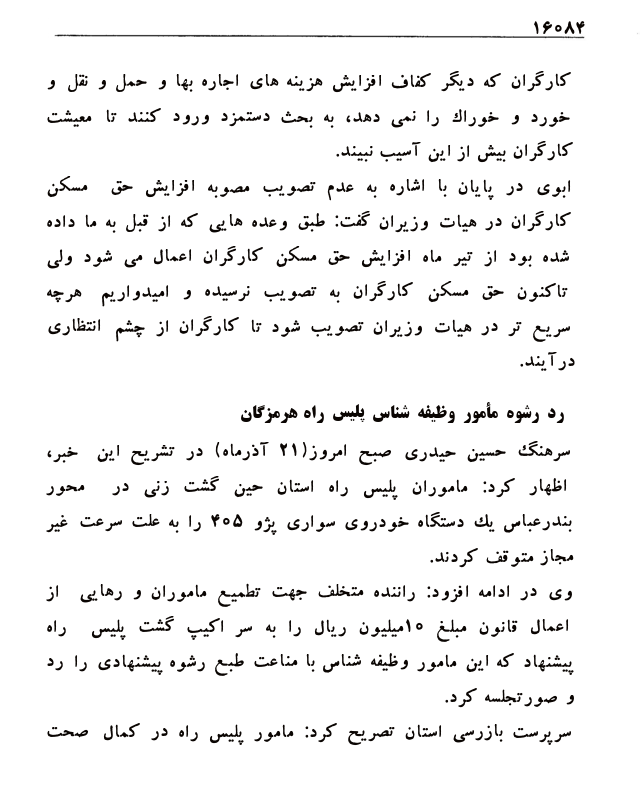 ۱۶۰۸۴
کارگران که دیگر کفاف افزایش هزینه های اجاره بها و حمل و نقل و
خورد و خوراك را نمی دهد، به بحث دستمزد ورود کنند تا معیشت
کارگران بیش از این آسیب نبیند.
ابوی در پایان با اشاره به عدم تصویب مصوبه افزایش حق مسکن
کارگران در هیات وزیران گفت: طبق وعده هایی که از قبل به ما داده
شده بود از تیر ماه افزایش حق مسکن کارگران اعمال می شود ولی
تاکنون حق مسکن کارگران به تصویب نرسیده و امیدواریم هرچه
سریع تر در هیات وزیران تصویب شود تا کارگران از چشم انتظاری
درآیند.
رد رشوه مأمور وظیفه شناس پلیس راه هرمزگان
سرهنگ حسین حیدری صبح امروز(۲۱ آذرماه) در تشریح این خبر،
اظهار کرد: ماموران پلیس راه استان حین گشت زنی در محور
بندرعباس یك دستگاه خودروی سواری پژو ۴۰۵ را به علت سرعت غیر
مجاز متوقف کردند.
وی در ادامه افزود: راننده متخلف جهت تطمیع ماموران و رهایی از
اعمال قانون مبلغ ۱۰میلیون ریال را به سر اکیپ گشت پلیس راه
پیشنهاد که این مامور وظیفه شناس با مناعت طبع رشوه پیشنهادی را رد
و صورتجلسه کرد.
سرپرست بازرسی استان تصریح کرد: مامور پلیس راه در کمال صحت